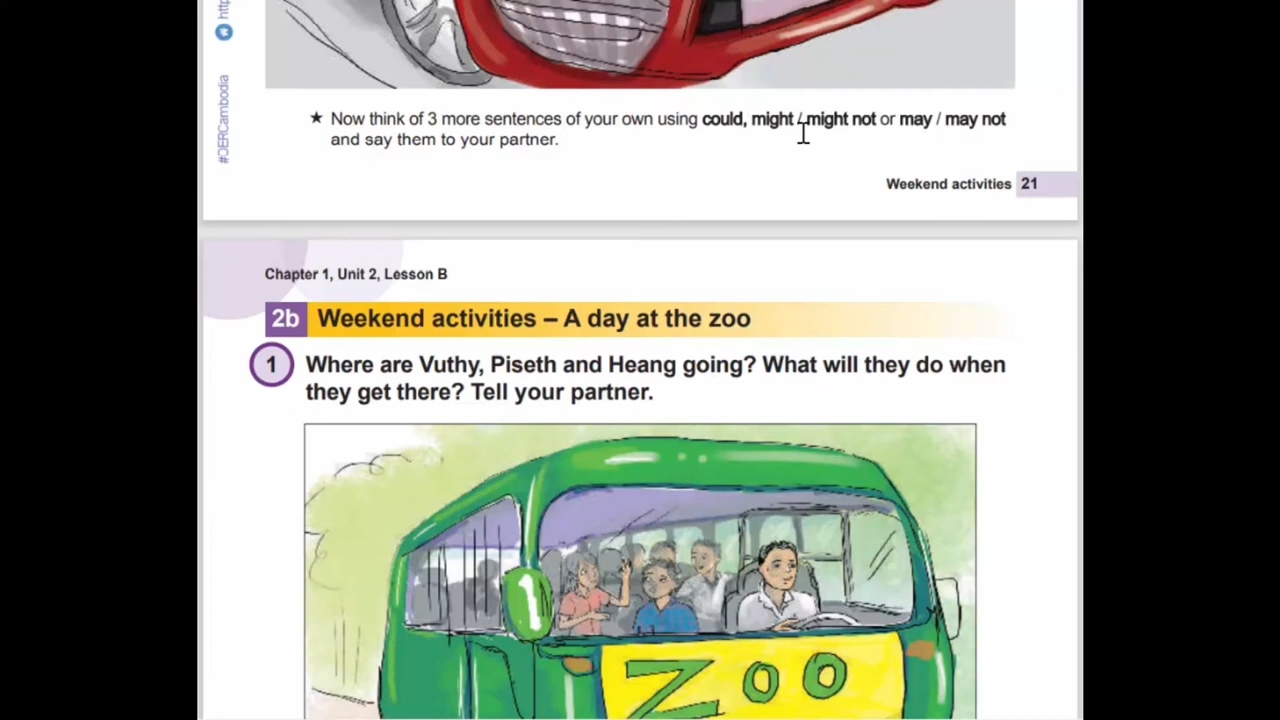 http
#OERCambodia
★ Now think of 3 more sentences of your own using could, might / might not or may / may not
and say them to your partner.
Weekend activities 21
Chapter 1, Unit 2, Lesson B
2b Weekend activities – A day at the zoo
1 Where are Vuthy, Piseth and Heang going? What will they do when
they get there? Tell your partner.
ZOO